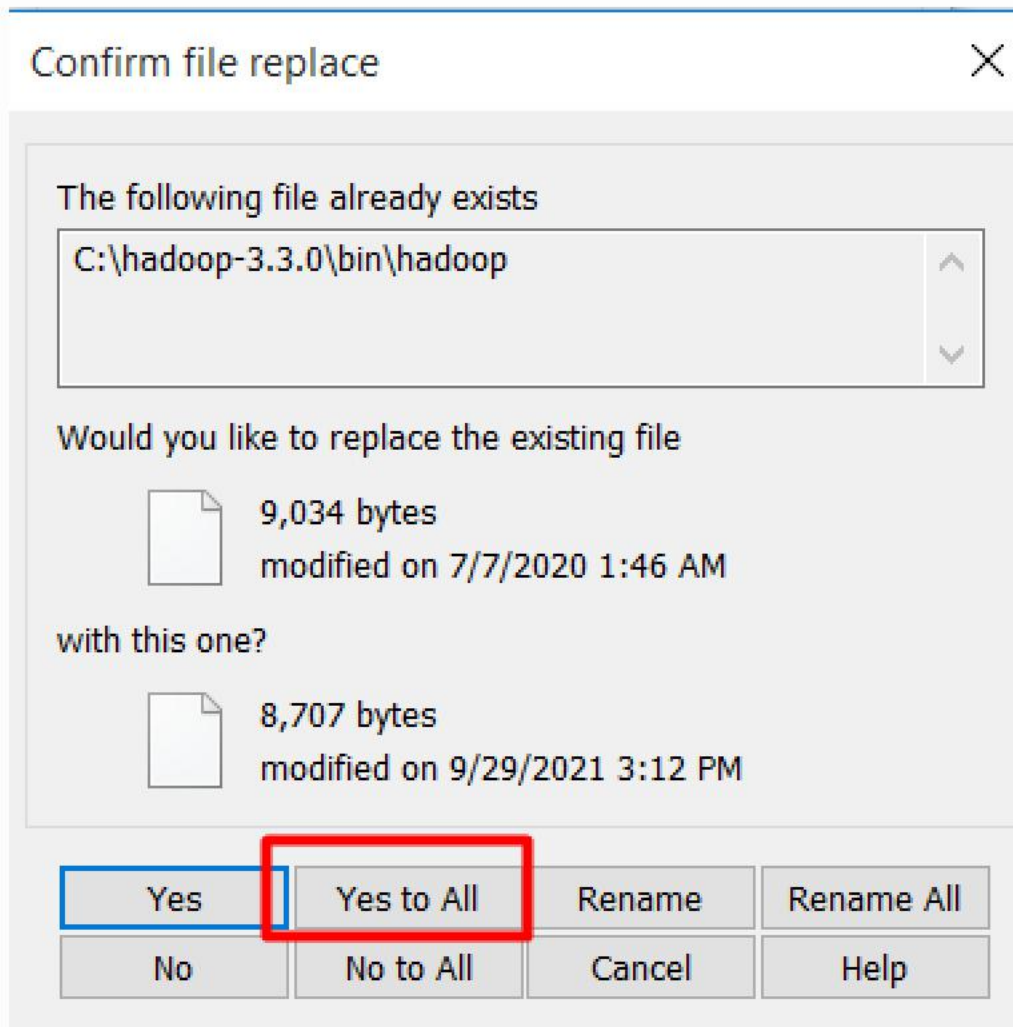 Confirm file replace
The following file already exists
C:\hadoop-3.3.0\bin\hadoop
Would you like to replace the existing file
9,034 bytes
modified on 7/7/2020 1:46 AM
with this one?
8,707 bytes
modified on 9/29/2021 3:12 PM
Yes Yes to All Rename Rename All
No No to All Cancel Help